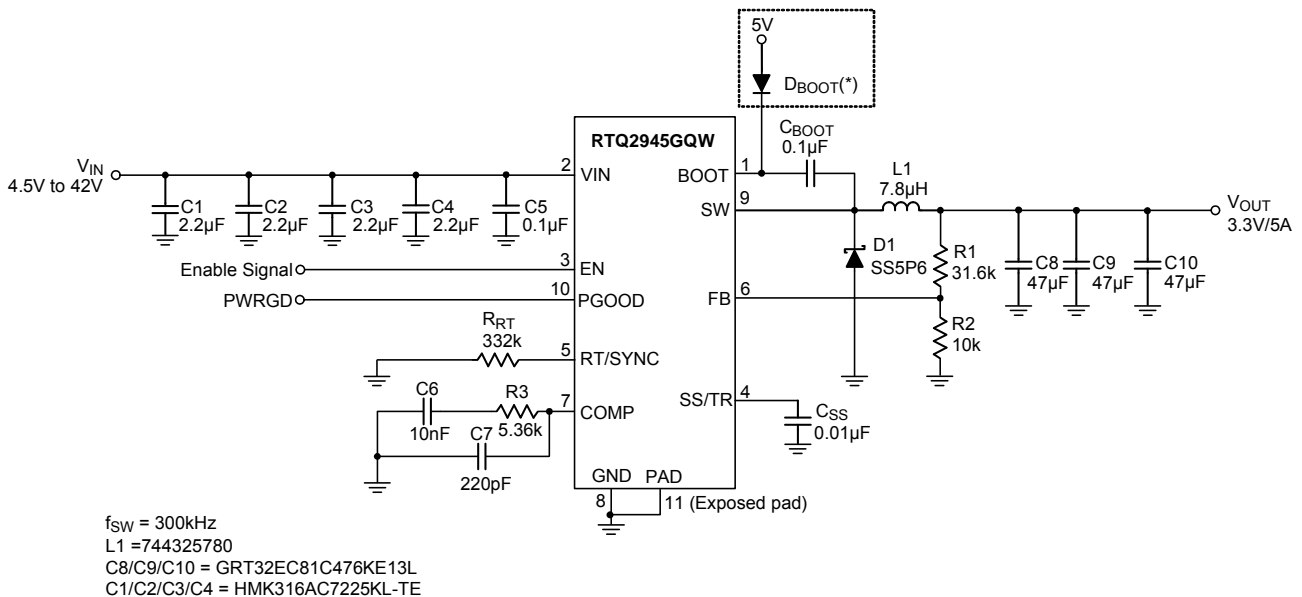 5V
DBOOT(*)
RTQ2945GQW
CBOOT
0.1µF
VIN
4.5V to 42V
2
VIN
1
BOOT
L1
7.8µH
9
SW
VOUT
3.3V/5A
C1
2.2µF
C2
2.2µF
C3
2.2µF
C4
2.2µF
C5
0.1µF
D1
SS5P6
R1
31.6k
C8
47µF
C9
47µF
C10
47µF
Enable Signal
3
EN
PWRGD
10
PGOOD
6
FB
R2
10k
RRT
332k
5
RT/SYNC
C6
10nF
R3
5.36k
7
COMP
4
SS/TR
CSS
0.01µF
C7
220pF
GND
PAD
8
11 (Exposed pad)
fSW = 300kHz
L1 =744325780
C8/C9/C10 = GRT32EC81C476KE13L
C1/C2/C3/C4 = HMK316AC7225KL-TE